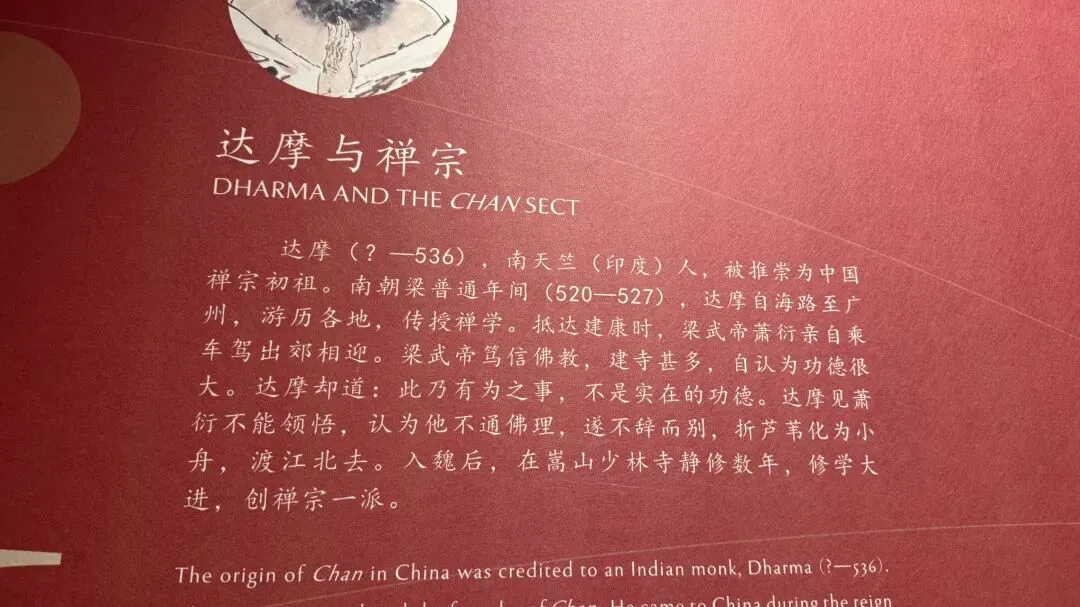 达摩与禅宗
DHARMA AND THE CHAN SECT
达摩（？—536），南天竺（印度）人，被推崇为中国
禅宗初祖。南朝梁普通年间（520—527），达摩自海路至广
州，游历各地，传授禅学。抵达建康时，梁武帝萧衍亲自乘
车驾出郊相迎。梁武帝笃信佛教，建寺甚多，自认为功德很
大。达摩却道：此乃有为之事，不是实在的功德。达摩见萧
衍不能领悟，认为他不通佛理，遂不辞而别，折芦苇化为小
舟，渡江北去。入魏后，在嵩山少林寺静修数年，修学大
进，创禅宗一派。
The origin of Chan in China was credited to an Indian monk, Dharma (?—536).
of Chan. He came to China during the reign